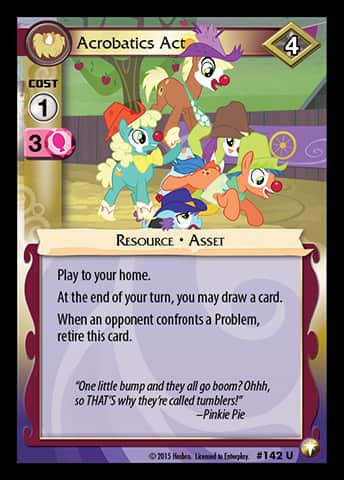 Acrobatics Act
4
COST
1
3
RESOURCE • ASSET
Play to your home.
At the end of your turn, you may draw a card.
When an opponent confronts a Problem,
retire this card.
“One little bump and they all go boom? Ohhh,
so THAT’S why they’re called tumblers!”
–Pinkie Pie
© 2015 Hasbro. Licensed to Enterplay. #142 U